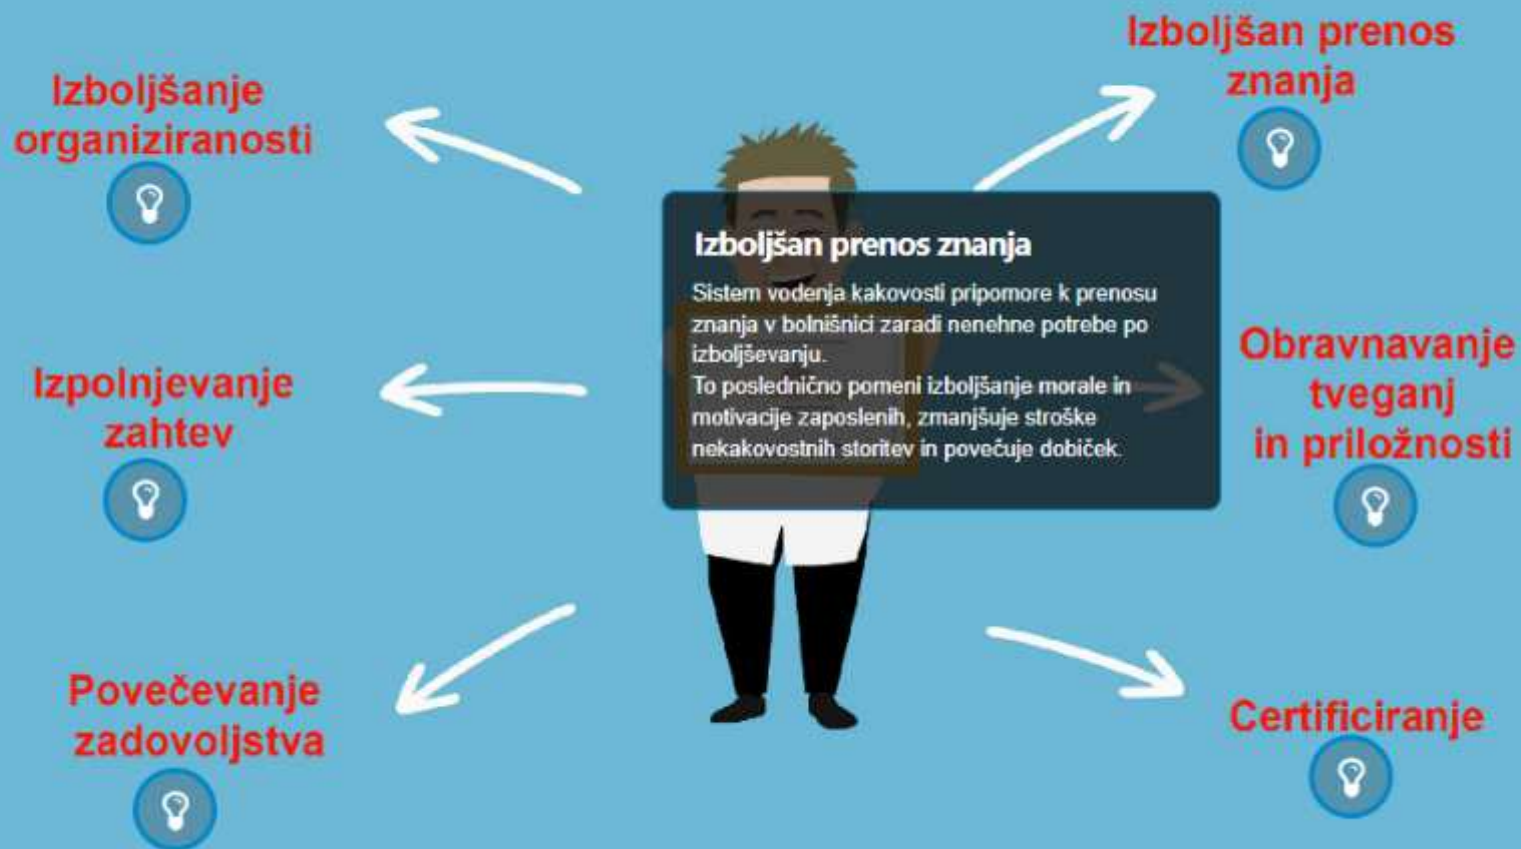 Izboljšanje
organiziranosti
Izpolnjevanje
zahtev
Povečevanje
zadovoljstva
Izboljšan prenos znanja
Sistem vodenja kakovosti pripomore k prenosu
znanja v bolnišnici zaradi nenehne potrebe po
izboljševanju.
To poslednično pomeni izboljšanje morale in
motivacije zaposlenih, zmanjšuje stroške
nekakovostnih storitev in povečuje dobiček.
Izboljšan prenos
znanja
Obravnavanje
tveganj
in priložnosti
Certificiranje